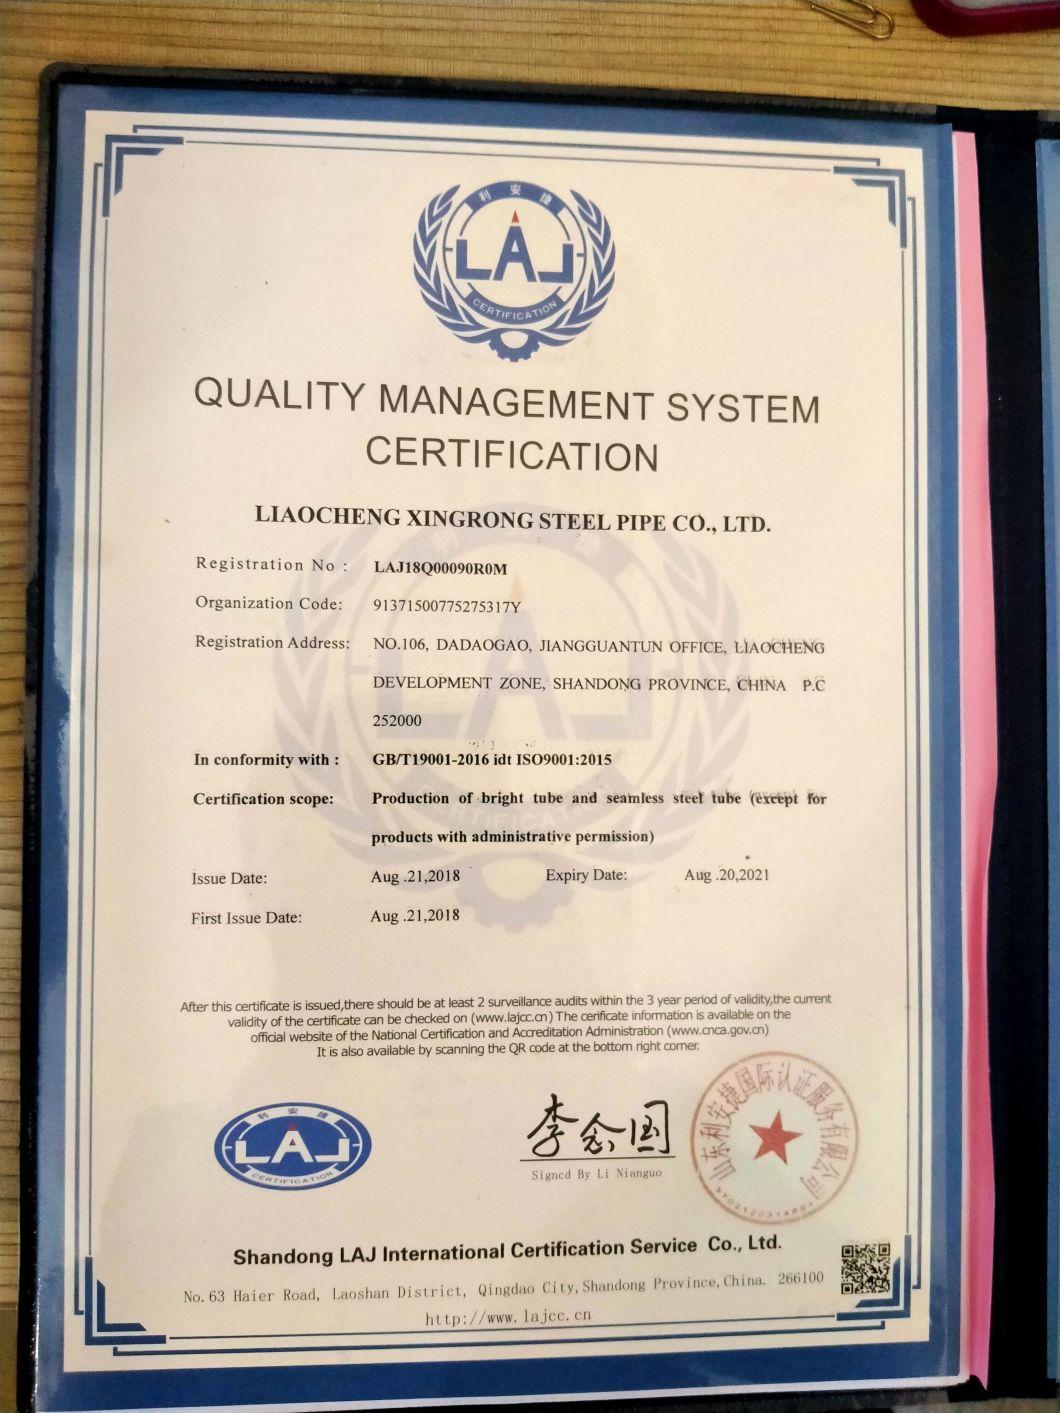 利 安 捷
LAJ
CERTIFICATION
QUALITY MANAGEMENT SYSTEM
CERTIFICATION
LIAOCHENG XINGRONG STEEL PIPE CO., LTD.
Registration No : LAJ18Q00090R0M
Organization Code: 91371500775275317Y
Registration Address: NO.106, DADAOGAO, JIANGGUANTUN OFFICE, LIAOCHENG
DEVELOPMENT ZONE, SHANDONG PROVINCE, CHINA P.C
252000
In conformity with : GB/T19001-2016 idt ISO9001:2015
Certification scope: Production of bright tube and seamless steel tube (except for
products with administrative permission)
Issue Date: Aug .21,2018 Expiry Date: Aug .20,2021
First Issue Date: Aug .21,2018
After this certificate is issued,there should be at least 2 surveillance audits within the 3 year period of validity,the current
validity of the certificate can be checked on (www.lajcc.cn) The cerificate information is available on the
official website of the National Certification and Accreditation Administration (www.cnca.gov.cn)
It is also available by scanning the QR code at the bottom right corner.
利 安 捷
LAJ
CERTIFICATION
李念国
Signed By Li Nianguo
山东利安捷国际认证服务有限公司
Shandong LAJ International Certification Service Co., Ltd.
No.63 Haier Road, Laoshan District, Qingdao City,Shandong Province,China. 266100
http://www.lajcc.cn